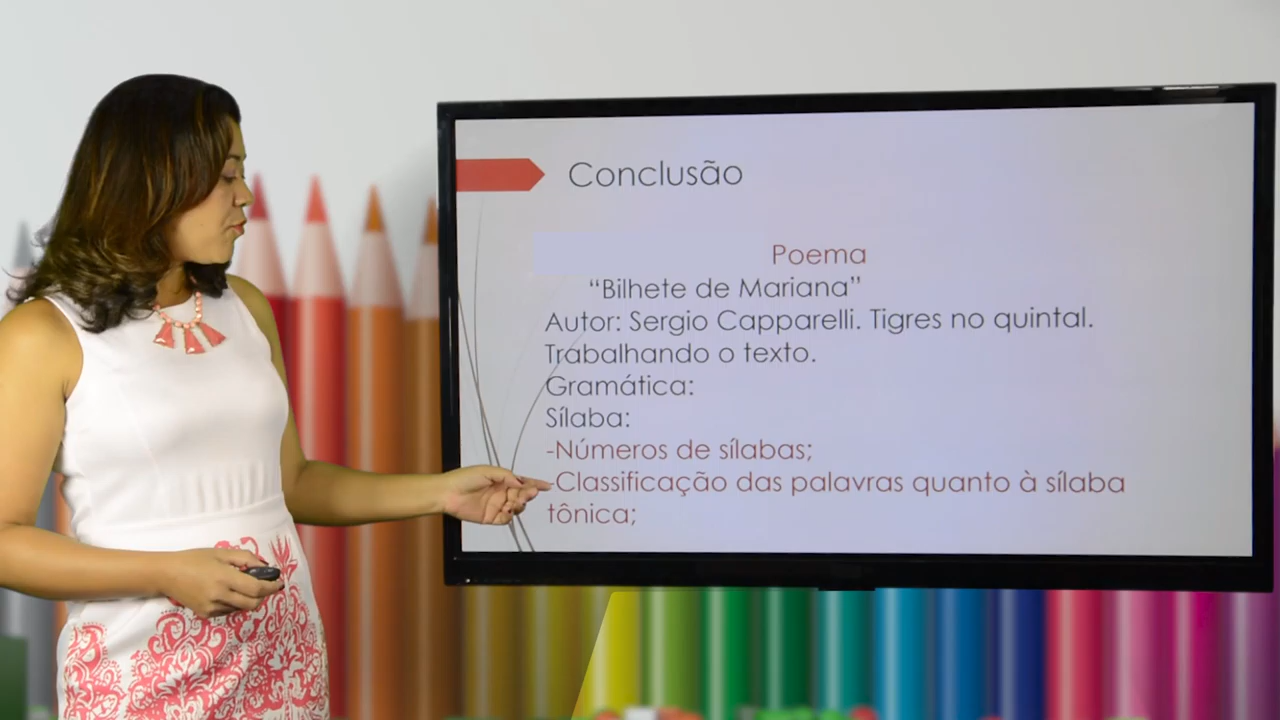 Conclusão
Poema
“Bilhete de Mariana”
Autor: Sergio Capparelli. Tigres no quintal.
Trabalhando o texto.
Gramática:
Sílaba:
-Números de sílabas;
-Classificação das palavras quanto à sílaba
tônica;